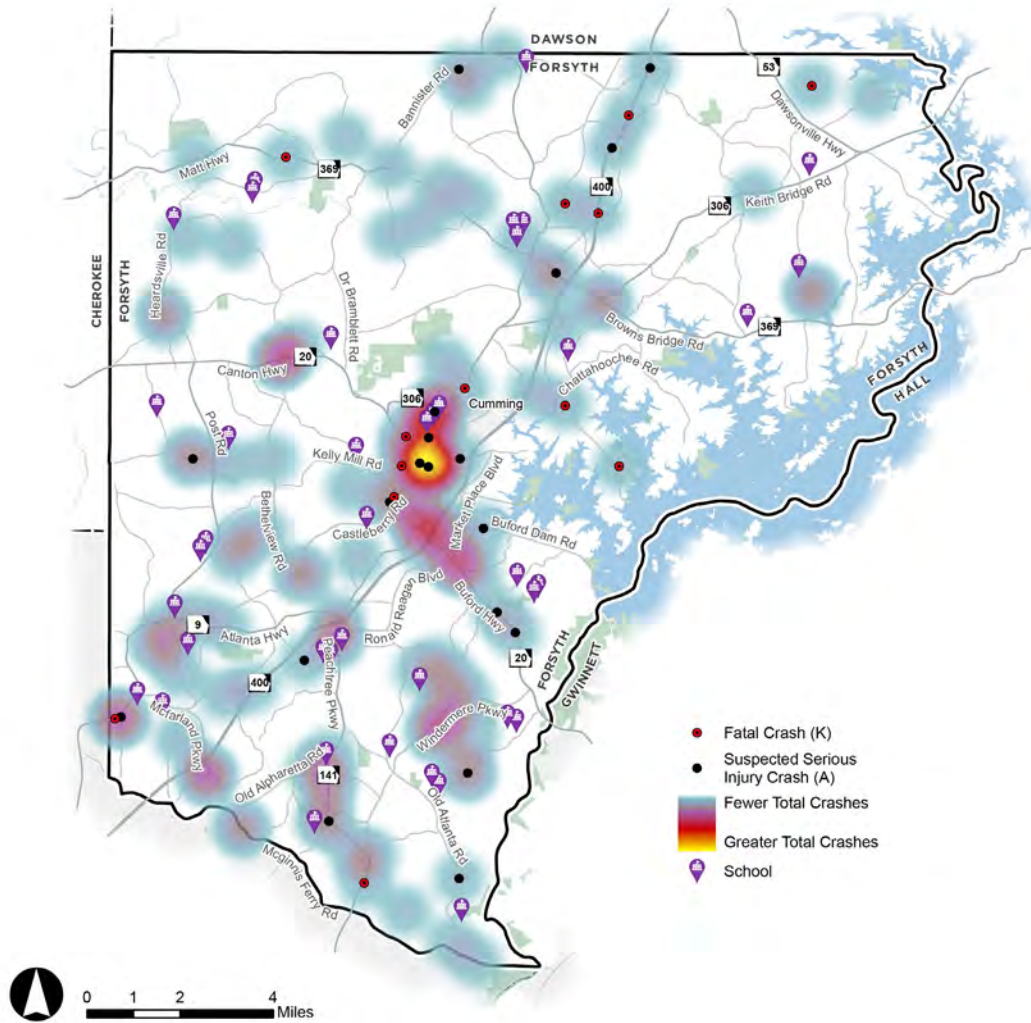 DAWSON
FORSYTH
53
Bannister Rd
Dawsonville Hwy
Matt Hwy
369
400
306
Keith Bridge Rd
Heardsville Rd
CHEROKEE
FORSYTH
Dr Bramblett Rd
Browns Bridge Rd
369
20
Canton Hwy
Chattahoochee Rd
FORSYTH
HALL
306
Cumming
Post Rd
Kelly Mill Rd
Market Place Blvd
Castleberry Rd
Bethelview Rd
Buford Dam Rd
Ronald Reagan Blvd
Buford Hwy
9
Atlanta Hwy
Peachtree Pkwy
20
FORSYTH
GWINNETT
400
Mcfarland Pkwy
Windermere Pkwy
Old Alpharetta Rd
141
Old Atlanta Rd
Mcginnis Ferry Rd
Fatal Crash (K)
Suspected Serious
Injury Crash (A)
Fewer Total Crashes
Greater Total Crashes
School
0 1 2 4
Miles